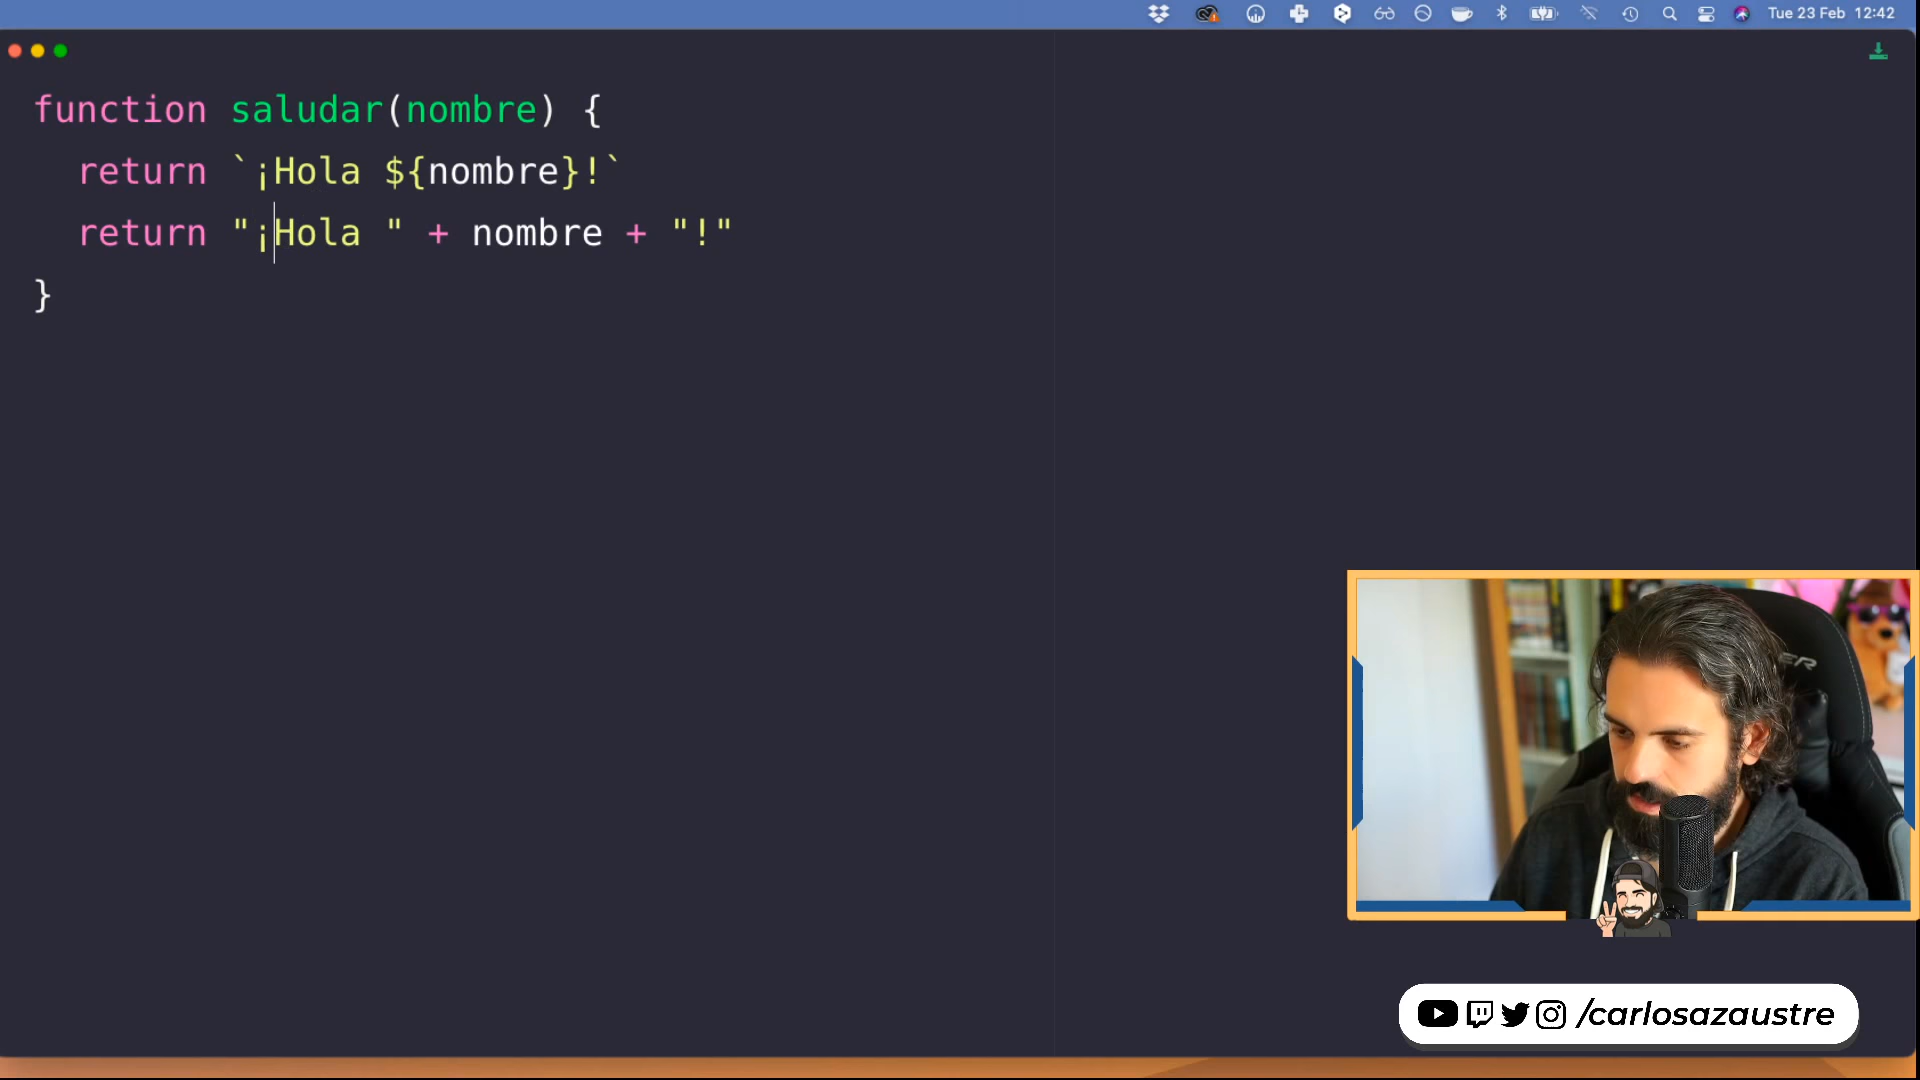 Tue 23 Feb 12:42
function saludar(nombre) {
  return `¡Hola ${nombre}!`
  return "¡Hola " + nombre + "!"
}
/carlosazaustre